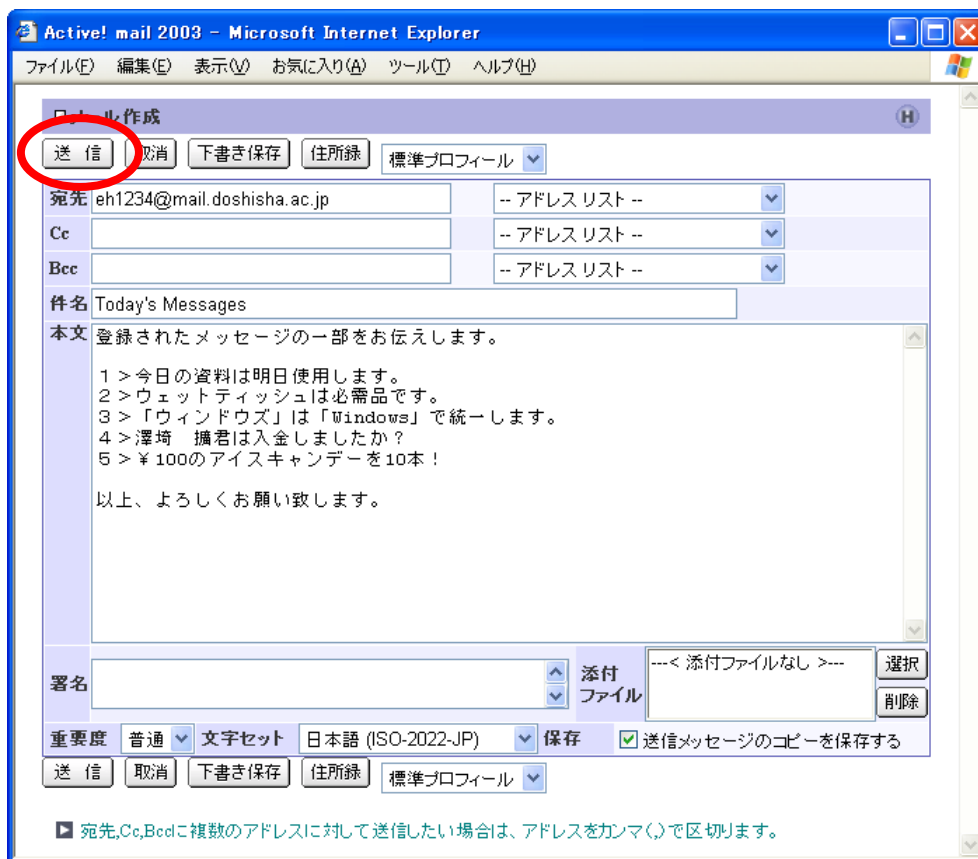 Active! mail 2003 - Microsoft Internet Explorer
ファイル(F) 編集(E) 表示(V) お気に入り(A) ツール(T) ヘルプ(H)
ロメール作成 H
送 信 取消 下書き保存 住所録 標準プロフィール
宛先 eh1234@mail.doshisha.ac.jp -- アドレス リスト --
Cc -- アドレス リスト --
Bcc -- アドレス リスト --
件名 Today's Messages
本文 登録されたメッセージの一部をお伝えします。
1>今日の資料は明日使用します。
2>ウェットティッシュは必需品です。
3>「ウィンドウズ」は「Windows」で統一します。
4>澤埼 擴君は入金しましたか?
5>¥100のアイスキャンデーを10本!
以上、よろしくお願い致します。
署名 添付ファイル ---< 添付ファイルなし >--- 選択
削除
重要度 普通 文字セット 日本語 (ISO-2022-JP) 保存 送信メッセージのコピーを保存する
送 信 取消 下書き保存 住所録 標準プロフィール
宛先,Cc,Bccに複数のアドレスに対して送信したい場合は、アドレスをカンマ(,)で区切ります。